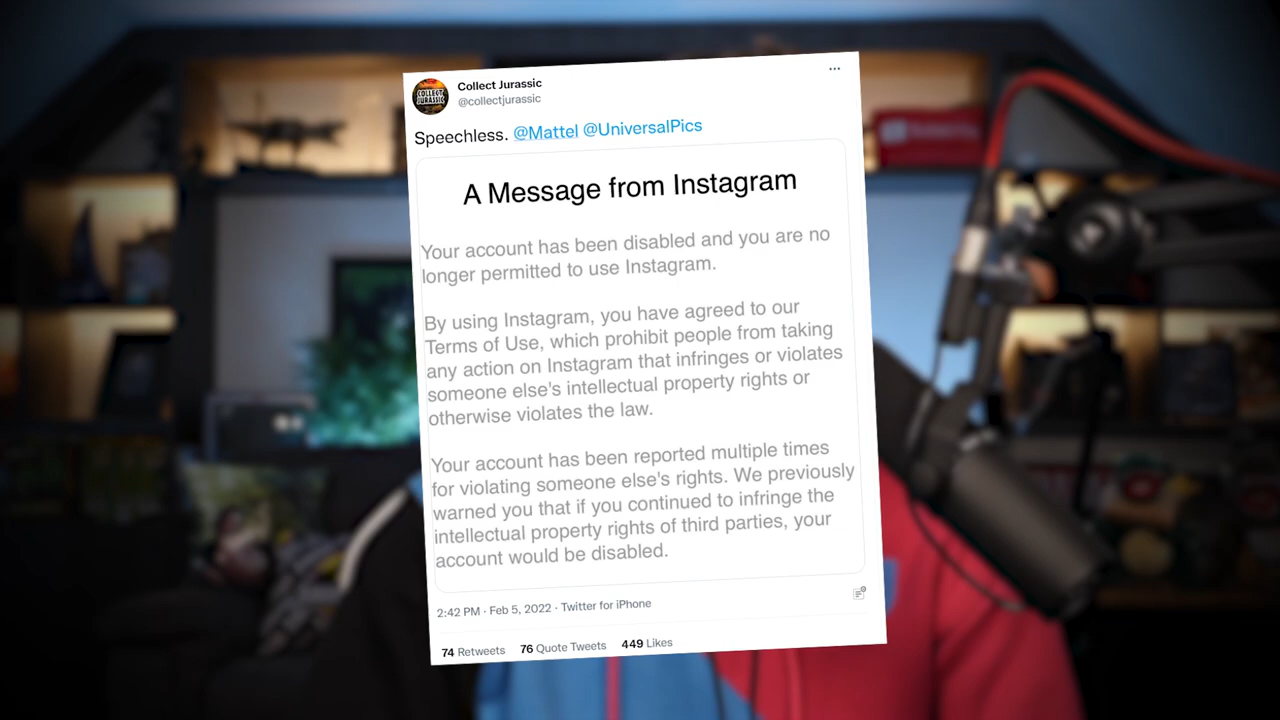 Collect Jurassic
@collectjurassic
COLLECT
JURASSIC
Speechless. @Mattel @UniversalPics
A Message from Instagram
Your account has been disabled and you are no
longer permitted to use Instagram.
By using Instagram, you have agreed to our
Terms of Use, which prohibit people from taking
any action on Instagram that infringes or violates
someone else's intellectual property rights or
otherwise violates the law.
Your account has been reported multiple times
for violating someone else's rights. We previously
warned you that if you continued to infringe the
intellectual property rights of third parties, your
account would be disabled.
2:42 PM · Feb 5, 2022 · Twitter for iPhone
74 Retweets 76 Quote Tweets 449 Likes